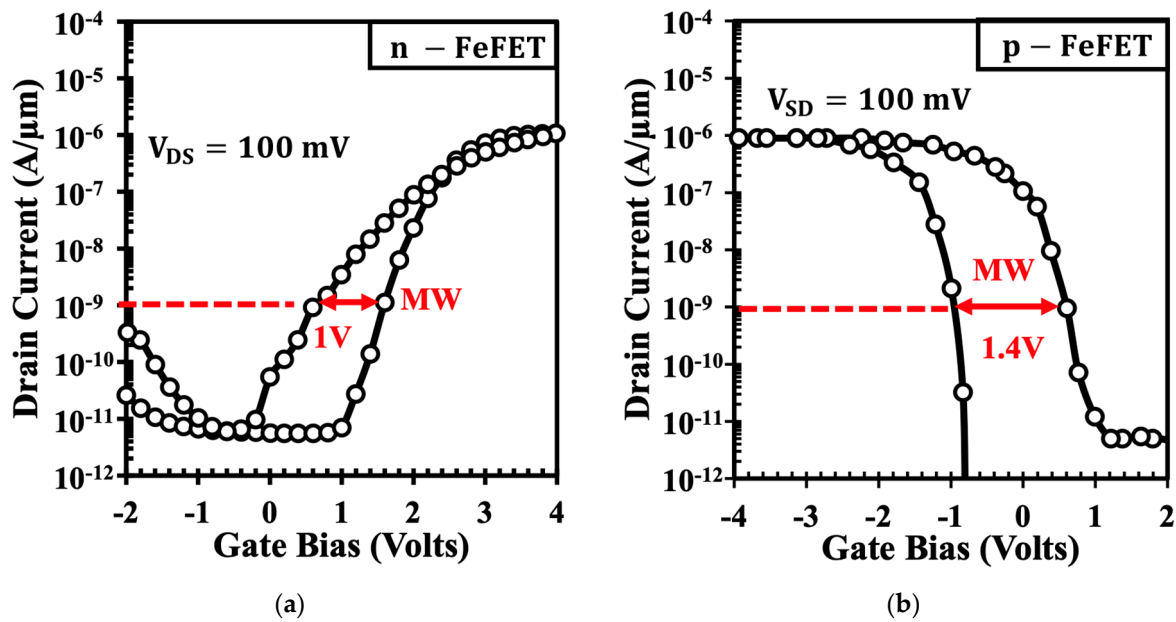 n – FeFET
V_DS = 100 mV
MW
1V
Drain Current (A/μm)
10⁻⁴
10⁻⁵
10⁻⁶
10⁻⁷
10⁻⁸
10⁻⁹
10⁻¹⁰
10⁻¹¹
10⁻¹²
-2 -1 0 1 2 3 4
Gate Bias (Volts)
(a)
p – FeFET
V_SD = 100 mV
MW
1.4V
Drain Current (A/μm)
10⁻⁴
10⁻⁵
10⁻⁶
10⁻⁷
10⁻⁸
10⁻⁹
10⁻¹⁰
10⁻¹¹
10⁻¹²
-4 -3 -2 -1 0 1 2
Gate Bias (Volts)
(b)